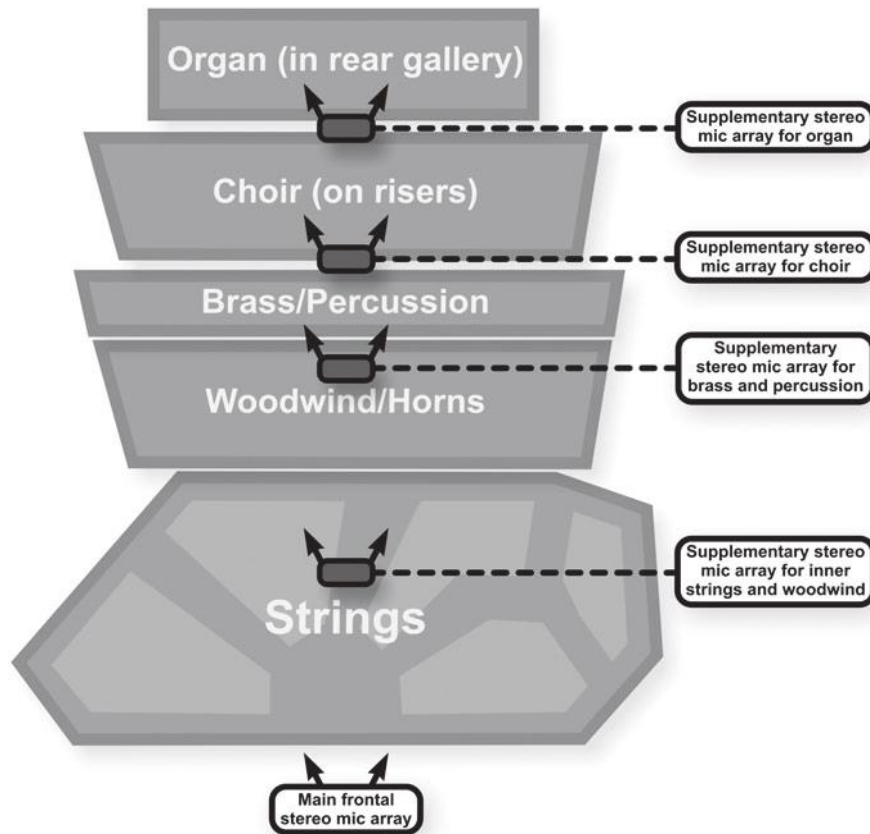 Organ (in rear gallery)
Supplementary stereo
mic array for organ
Choir (on risers)
Supplementary stereo
mic array for choir
Brass/Percussion
Supplementary
stereo mic array for
brass and percussion
Woodwind/Horns
Supplementary stereo
mic array for inner
strings and woodwind
Strings
Main frontal
stereo mic array